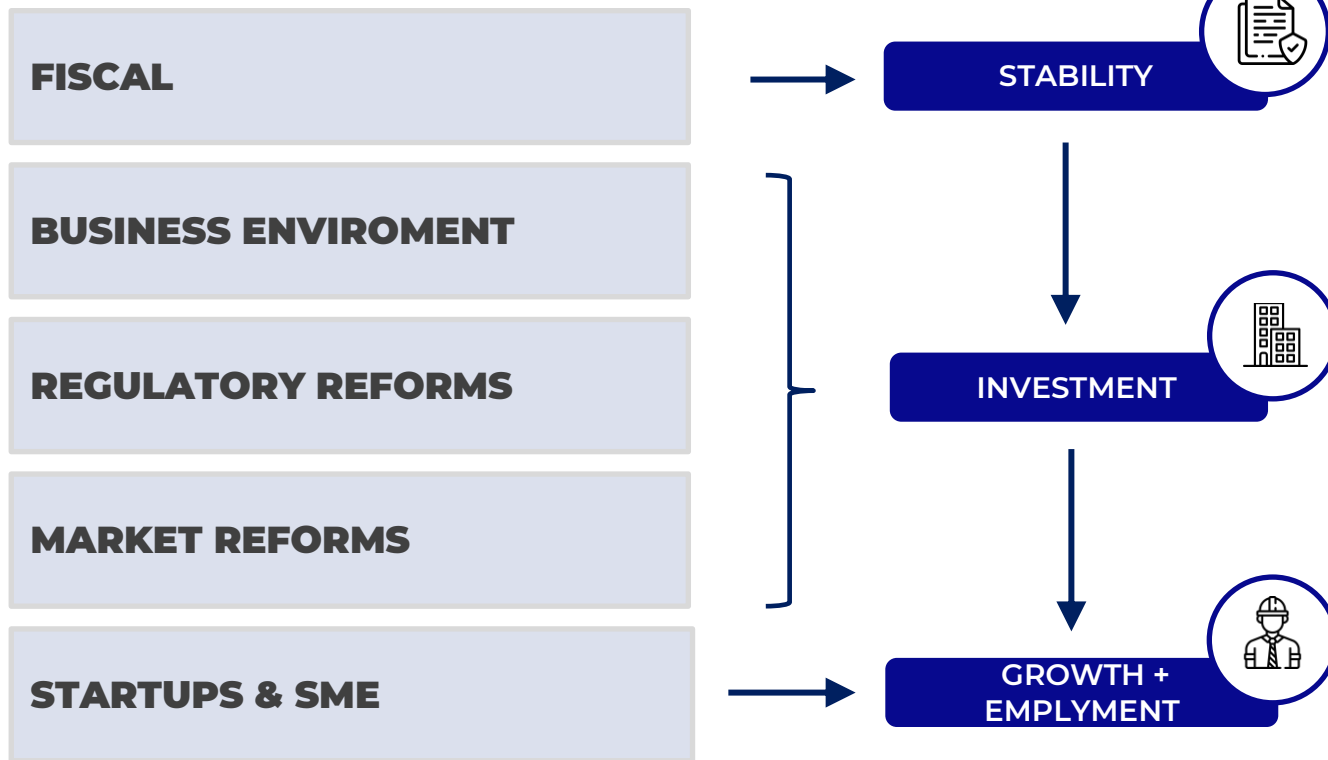 FISCAL
STABILITY
BUSINESS ENVIROMENT
REGULATORY REFORMS
INVESTMENT
MARKET REFORMS
STARTUPS & SME
GROWTH +
EMPLYMENT